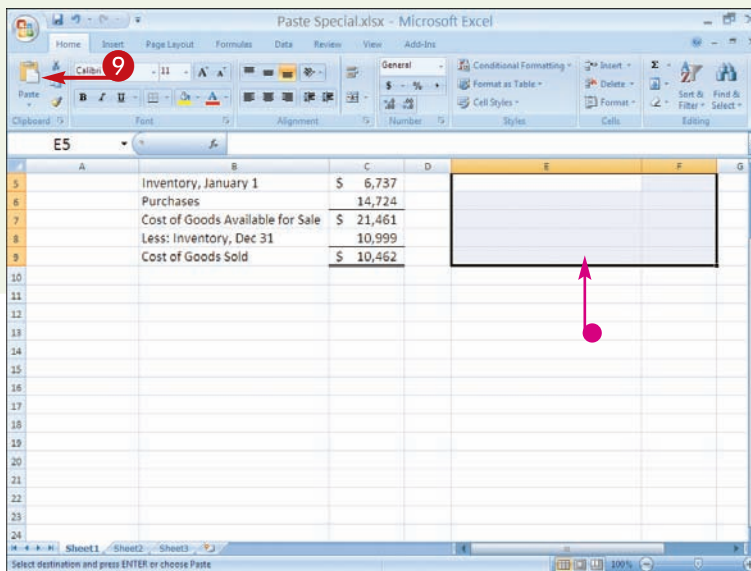 Paste Special.xlsx - Microsoft Excel
Home Insert Page Layout Formulas Data Review View Add-Ins
9
Paste
Calibri 11 A A
B I U A
General
$ % ,
Conditional Formatting
Format as Table
Cell Styles
Insert
Delete
Format
Σ
Sort & Filter
Find & Select
Clipboard Font Alignment Number Styles Cells Editing
E5 fx
A B C D E F G
5 Inventory, January 1 $ 6,737
6 Purchases 14,724
7 Cost of Goods Available for Sale $ 21,461
8 Less: Inventory, Dec 31 10,999
9 Cost of Goods Sold $ 10,462
10
11
12
13
14
15
16
17
18
19
20
21
22
23
24
Sheet1 Sheet2 Sheet3
Select destination and press ENTER or choose Paste 100%